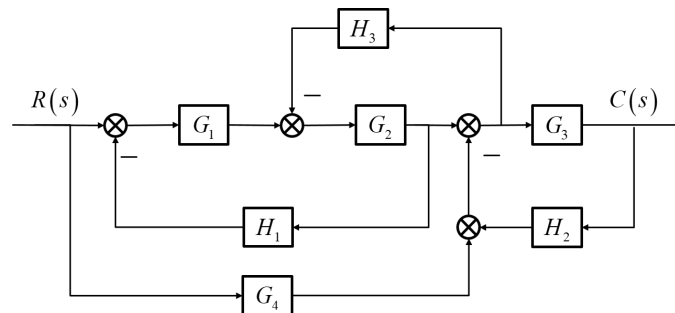 H₃
R(s)
C(s)
−
G₁
G₂
G₃
−
−
H₁
H₂
G₄